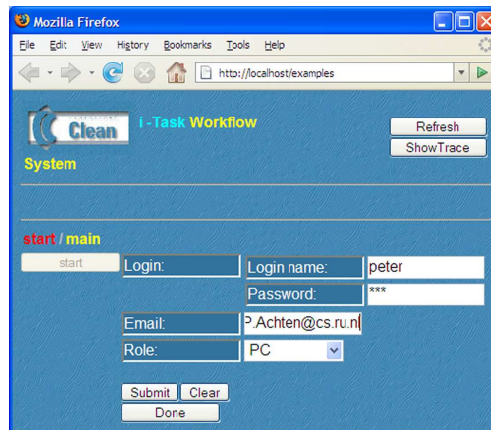 Mozilla Firefox
File Edit View History Bookmarks Tools Help
http://localhost/examples
Clean i-Task Workflow
System
Refresh
ShowTrace
start / main
start
Login: Login name: peter
Password: ***
Email: P.Achten@cs.ru.nl
Role: PC
Submit Clear
Done